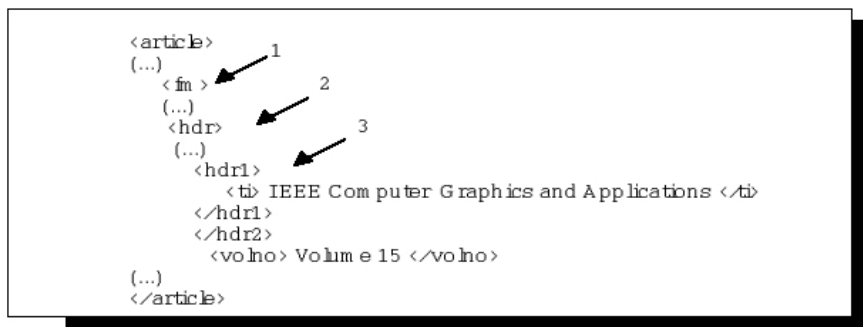 <article>
(...) 1
<fm>
(...) 2
<hdr>
(...) 3
<hdr1>
<ti> IEEE Computer Graphics and Applications </ti>
</hdr1>
</hdr2>
<volno> Volume 15 </volno>
(...)
</article>